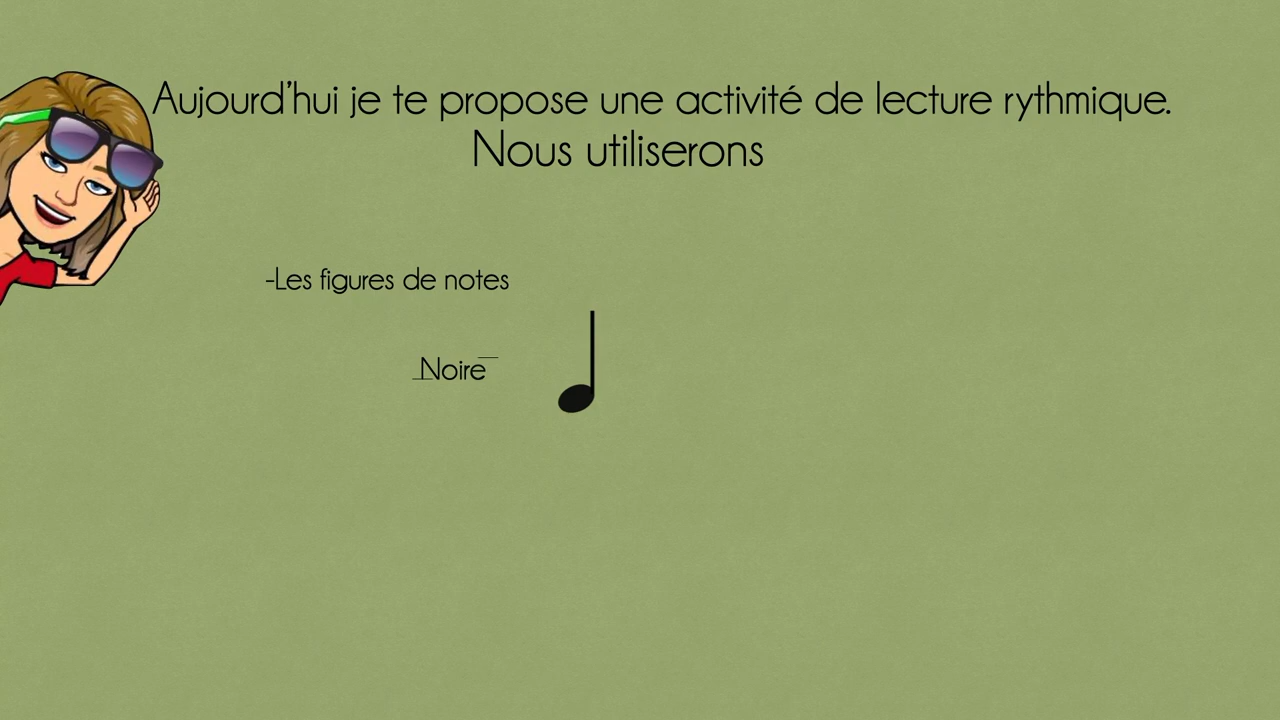 Aujourd'hui je te propose une activité de lecture rythmique.
Nous utiliserons
-Les figures de notes
Noire